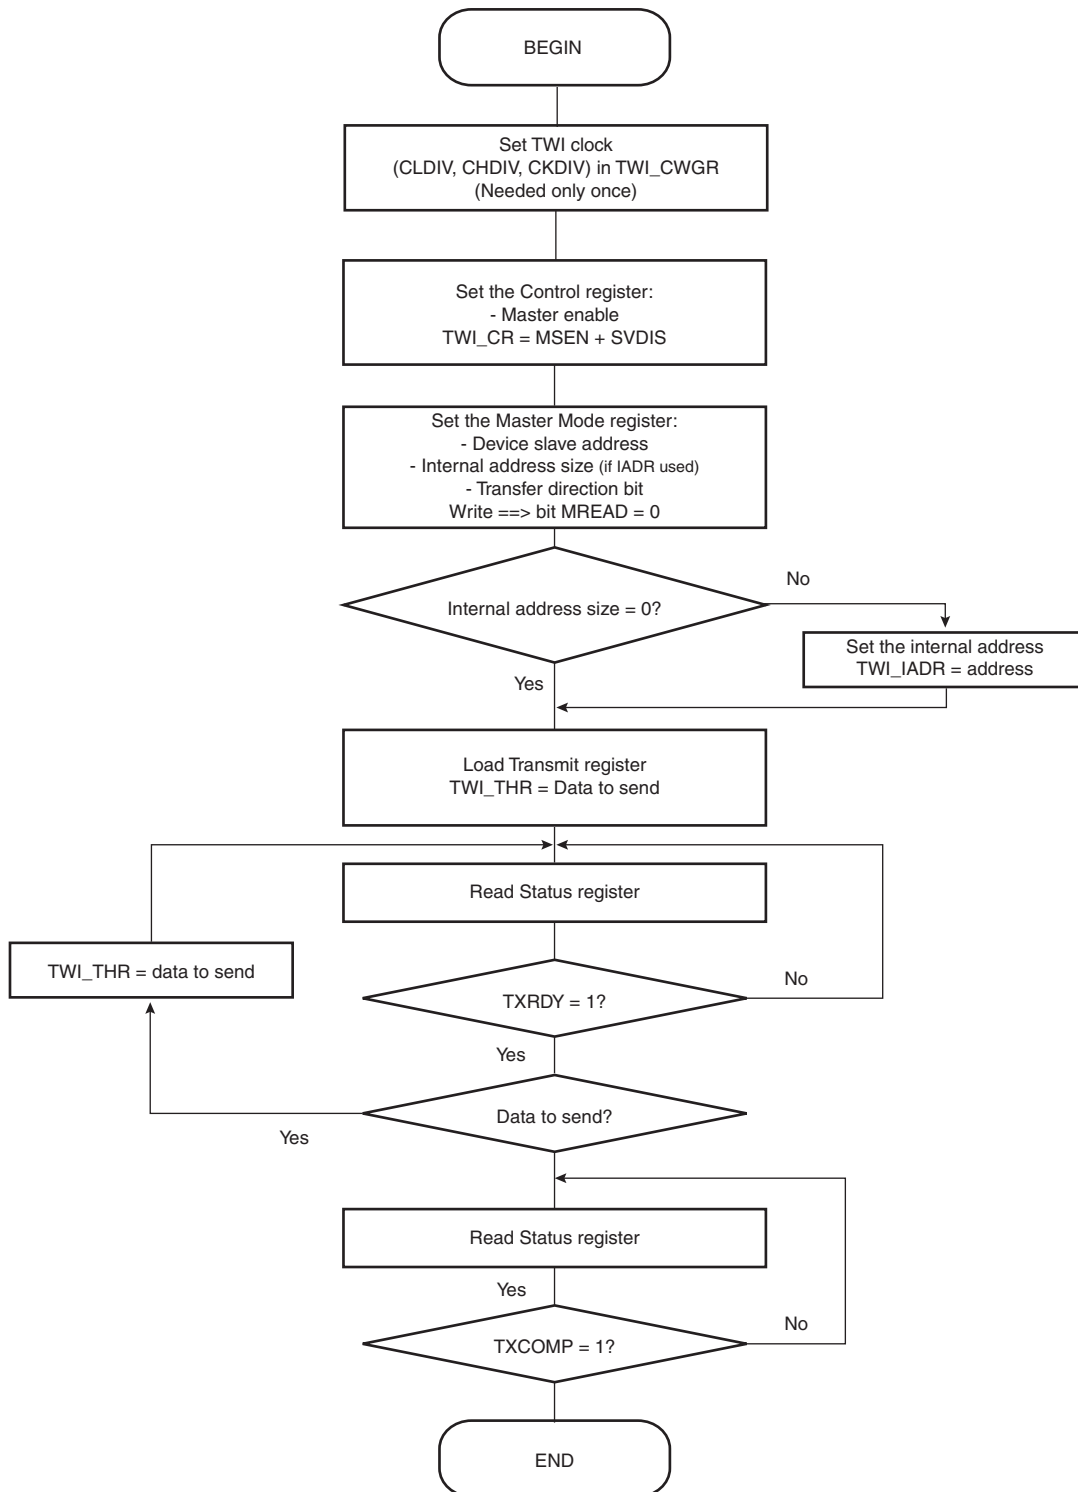 BEGIN
Set TWI clock
(CLDIV, CHDIV, CKDIV) in TWI_CWGR
(Needed only once)
Set the Control register:
- Master enable
TWI_CR = MSEN + SVDIS
Set the Master Mode register:
- Device slave address
- Internal address size (if IADR used)
- Transfer direction bit
Write ==> bit MREAD = 0
Internal address size = 0?
No
Set the internal address
TWI_IADR = address
Yes
Load Transmit register
TWI_THR = Data to send
Read Status register
TWI_THR = data to send
TXRDY = 1?
No
Yes
Data to send?
Yes
Read Status register
Yes
TXCOMP = 1?
No
END